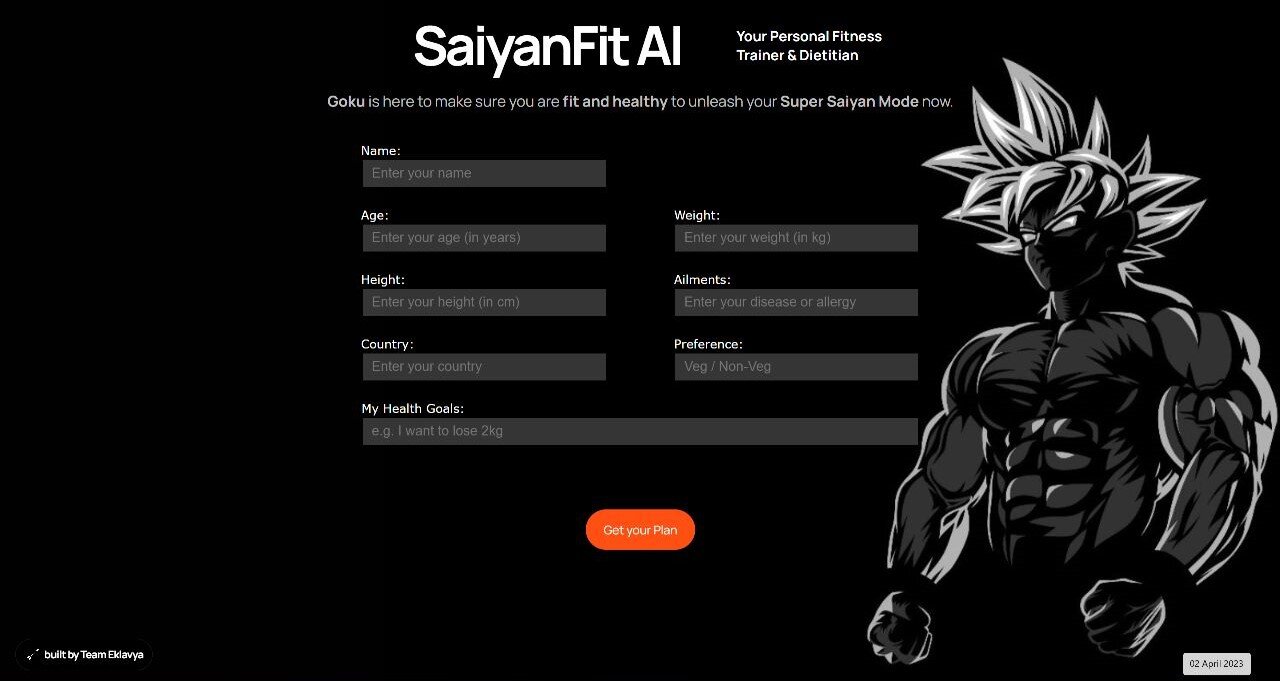 SaiyanFit AI
Your Personal Fitness
Trainer & Dietitian
Goku is here to make sure you are fit and healthy to unleash your Super Saiyan Mode now.
Name:
Enter your name
Age:
Enter your age (in years)
Weight:
Enter your weight (in kg)
Height:
Enter your height (in cm)
Ailments:
Enter your disease or allergy
Country:
Enter your country
Preference:
Veg / Non-Veg
My Health Goals:
e.g. I want to lose 2kg
Get your Plan
built by Team Eklavya
02 April 2023